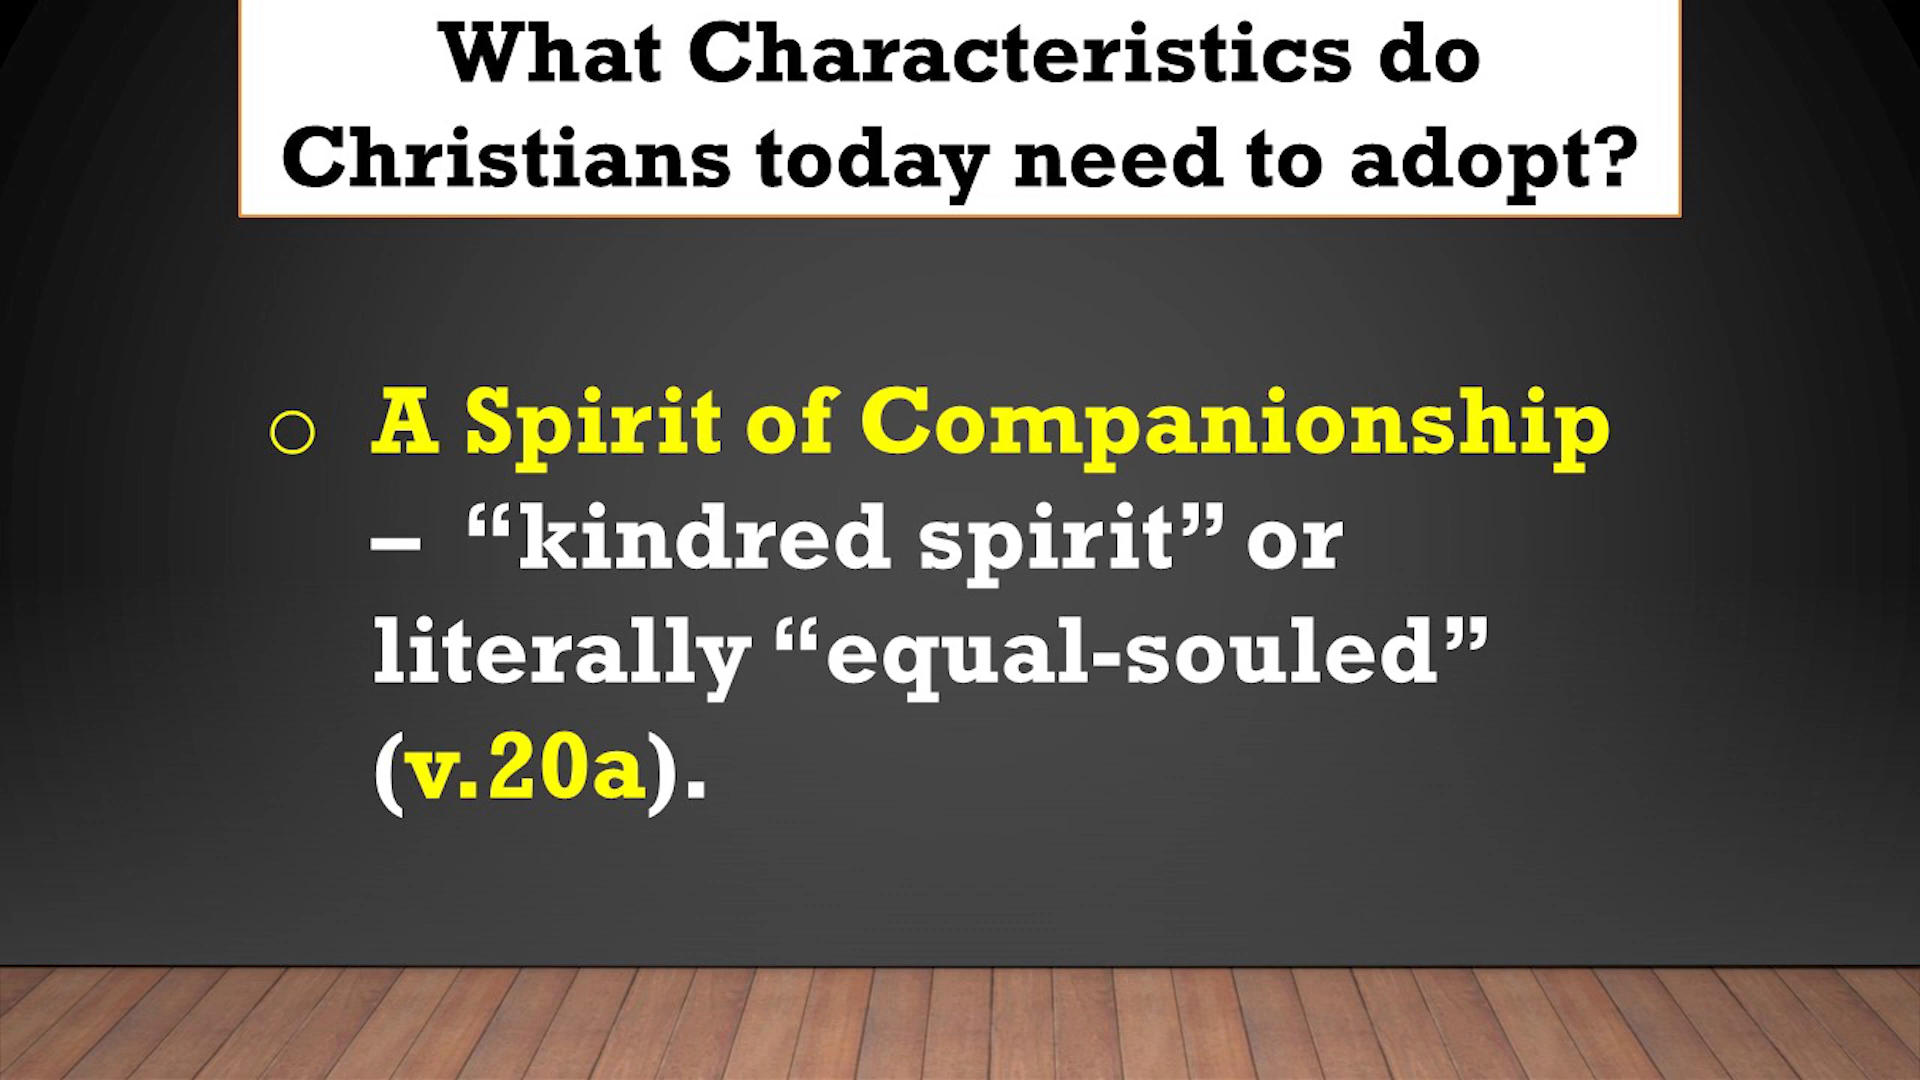 What Characteristics do
Christians today need to adopt?
o A Spirit of Companionship
– “kindred spirit” or
literally “equal-souled”
(v.20a).